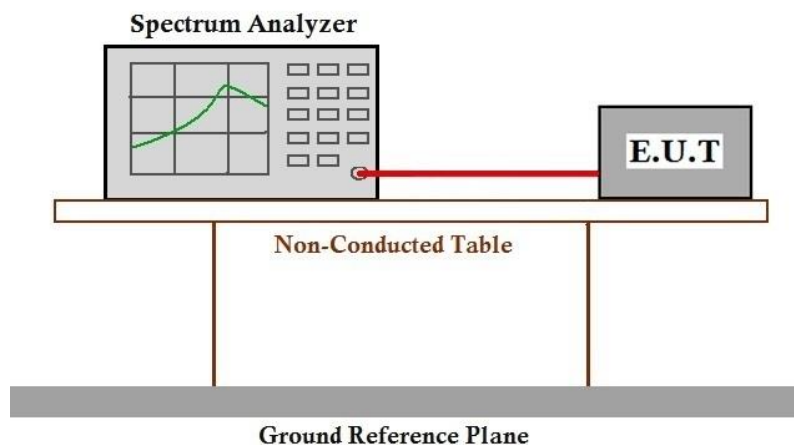 Spectrum Analyzer
E.U.T
Non-Conducted Table
Ground Reference Plane